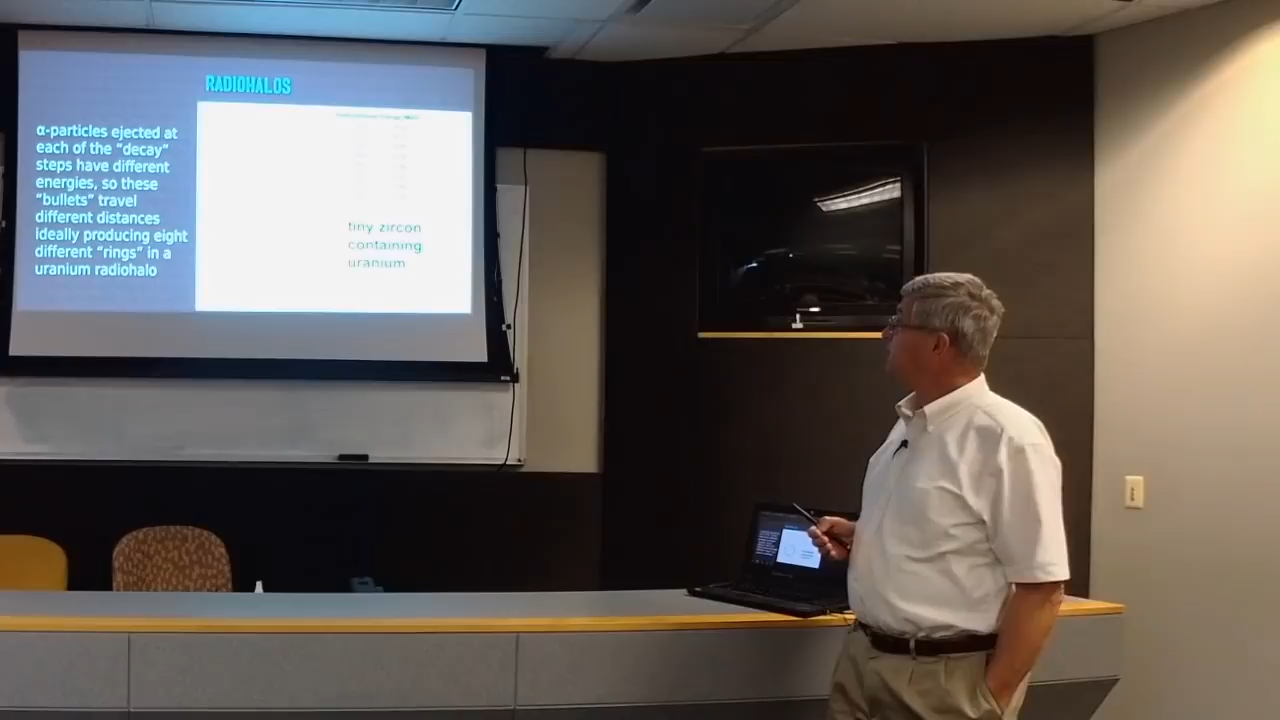 RADIOHALOS
α-particles ejected at
each of the “decay”
steps have different
energies, so these
“bullets” travel
different distances
ideally producing eight
different “rings” in a
uranium radiohalo
tiny zircon
containing
uranium